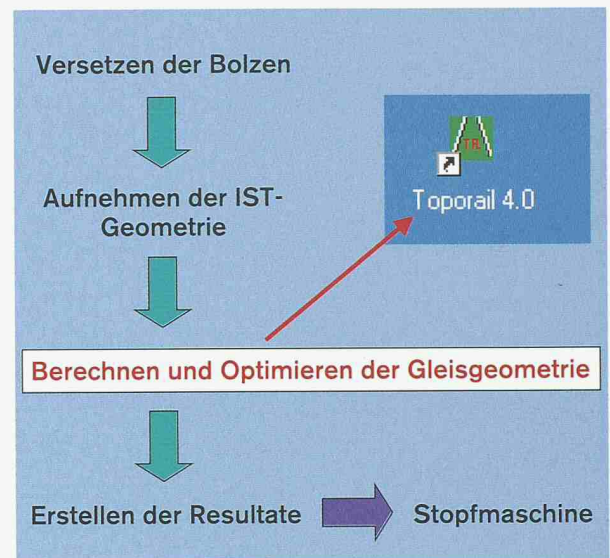 Versetzen der Bolzen
Aufnehmen der IST-
Geometrie
TR
Toporail 4.0
Berechnen und Optimieren der Gleisgeometrie
Erstellen der Resultate
Stopfmaschine